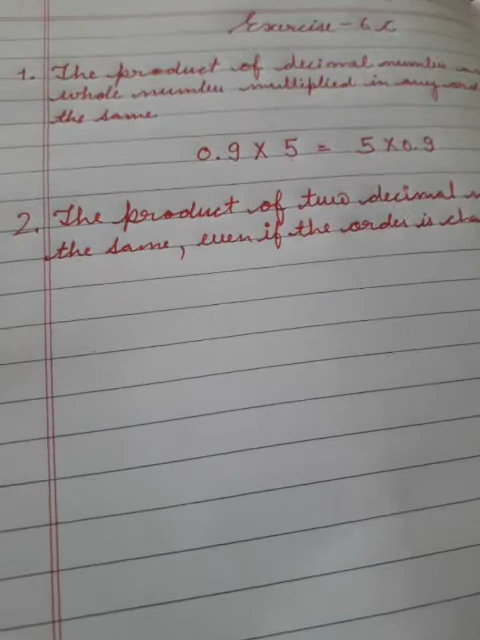 Exercise - 6 C
1. The product of decimal number
whole number multiplied in any
the same.
0.9 X 5 = 5 X 0.9
2. The product of two decimal
the same, even if the order is cha